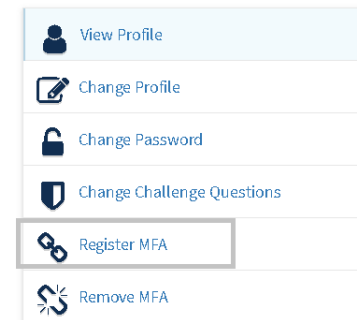 View Profile
Change Profile
Change Password
Change Challenge Questions
Register MFA
Remove MFA